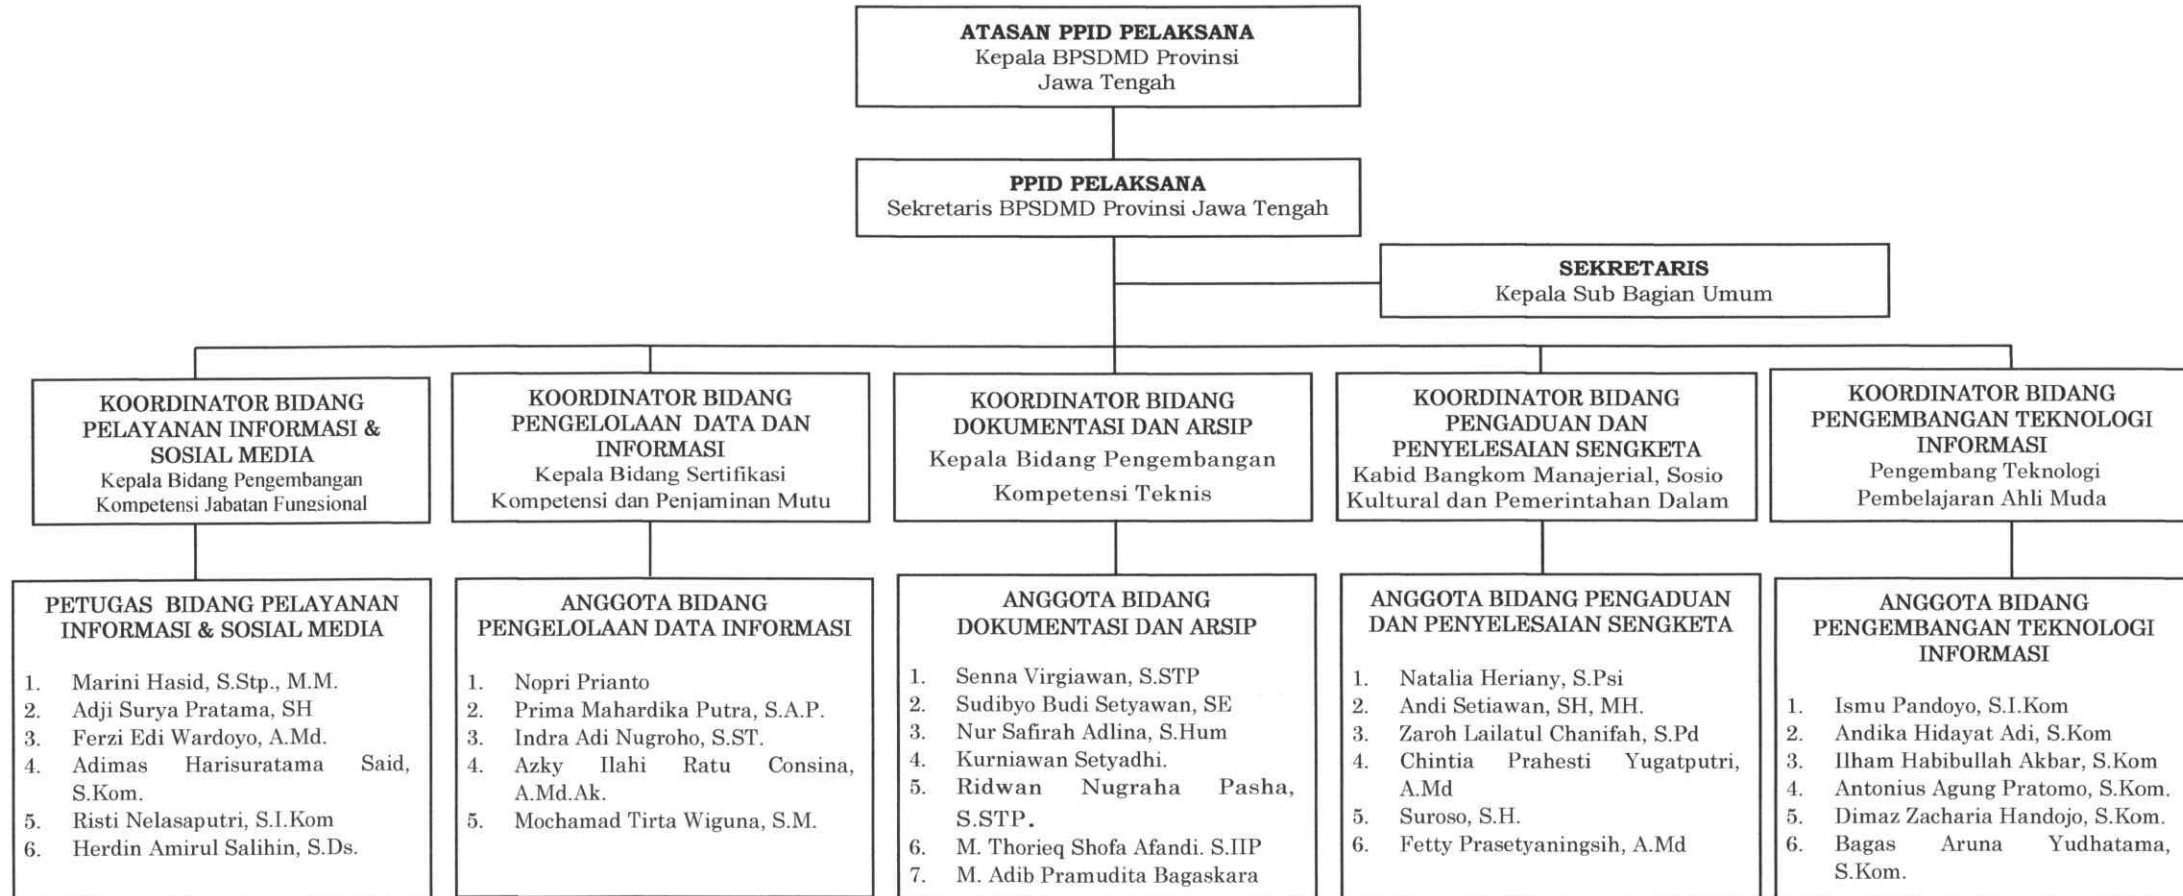 ATASAN PPID PELAKSANA
Kepala BPSDMD Provinsi
Jawa Tengah
PPID PELAKSANA
Sekretaris BPSDMD Provinsi Jawa Tengah
SEKRETARIS
Kepala Sub Bagian Umum
KOORDINATOR BIDANG
PELAYANAN INFORMASI &
SOSIAL MEDIA
Kepala Bidang Pengembangan
Kompetensi Jabatan Fungsional
KOORDINATOR BIDANG
PENGELOLAAN DATA DAN
INFORMASI
Kepala Bidang Sertifikasi
Kompetensi dan Penjaminan Mutu
KOORDINATOR BIDANG
DOKUMENTASI DAN ARSIP
Kepala Bidang Pengembangan
Kompetensi Teknis
KOORDINATOR BIDANG
PENGADUAN DAN
PENYELESAIAN SENGKETA
Kabid Bangkom Manajerial, Sosio
Kultural dan Pemerintahan Dalam
KOORDINATOR BIDANG
PENGEMBANGAN TEKNOLOGI
INFORMASI
Pengembang Teknologi
Pembelajaran Ahli Muda
PETUGAS BIDANG PELAYANAN
INFORMASI & SOSIAL MEDIA
1. Marini Hasid, S.Stp., M.M.
2. Adji Surya Pratama, SH
3. Ferzi Edi Wardoyo, A.Md.
4. Adimas Harisuratama Said,
S.Kom.
5. Risti Nelasaputri, S.I.Kom
6. Herdin Amirul Salihin, S.Ds.
ANGGOTA BIDANG
PENGELOLAAN DATA INFORMASI
1. Nopri Prianto
2. Prima Mahardika Putra, S.A.P.
3. Indra Adi Nugroho, S.ST.
4. Azky Ilahi Ratu Consina,
A.Md.Ak.
5. Mochamad Tirta Wiguna, S.M.
ANGGOTA BIDANG
DOKUMENTASI DAN ARSIP
1. Senna Virgiawan, S.STP
2. Sudibyo Budi Setyawan, SE
3. Nur Safirah Adlina, S.Hum
4. Kurniawan Setyadhi.
5. Ridwan Nugraha Pasha,
S.STP.
6. M. Thorieq Shofa Afandi. S.IIP
7. M. Adib Pramudita Bagaskara
ANGGOTA BIDANG PENGADUAN
DAN PENYELESAIAN SENGKETA
1. Natalia Heriany, S.Psi
2. Andi Setiawan, SH, MH.
3. Zaroh Lailatul Chanifah, S.Pd
4. Chintia Prahesti Yugatputri,
A.Md
5. Suroso, S.H.
6. Fetty Prasetyaningsih, A.Md
ANGGOTA BIDANG
PENGEMBANGAN TEKNOLOGI
INFORMASI
1. Ismu Pandoyo, S.I.Kom
2. Andika Hidayat Adi, S.Kom
3. Ilham Habibullah Akbar, S.Kom
4. Antonius Agung Pratomo, S.Kom.
5. Dimaz Zacharia Handojo, S.Kom.
6. Bagas Aruna Yudhatama,
S.Kom.